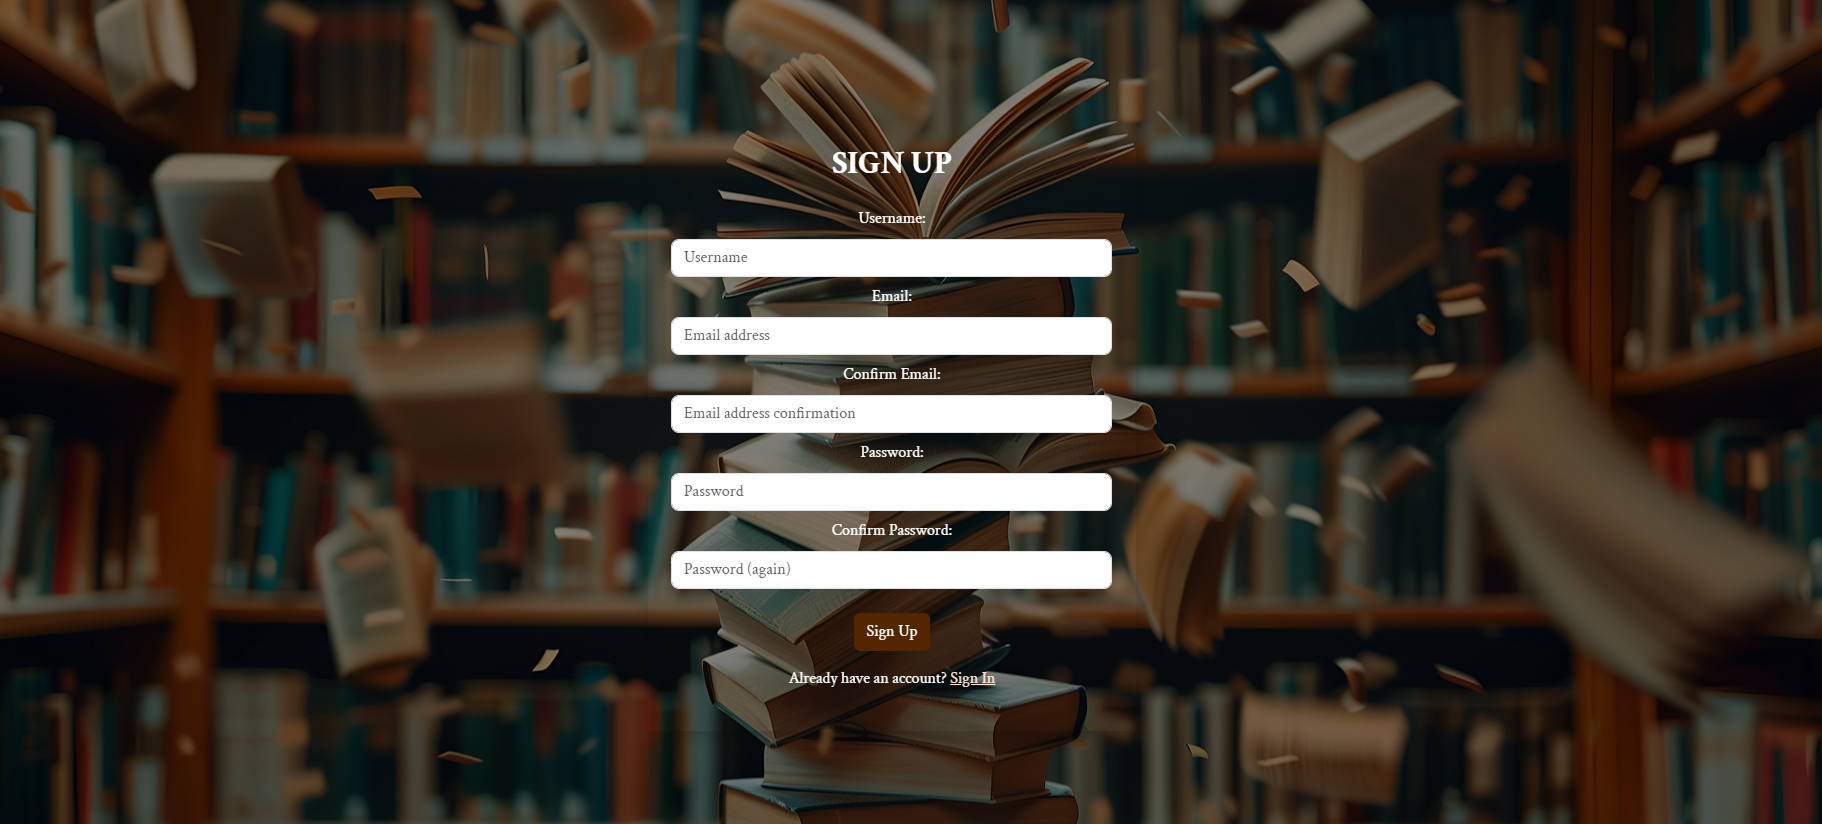 SIGN UP
Username:
Username
Email:
Email address
Confirm Email:
Email address confirmation
Password:
Password
Confirm Password:
Password (again)
Sign Up
Already have an account? Sign In